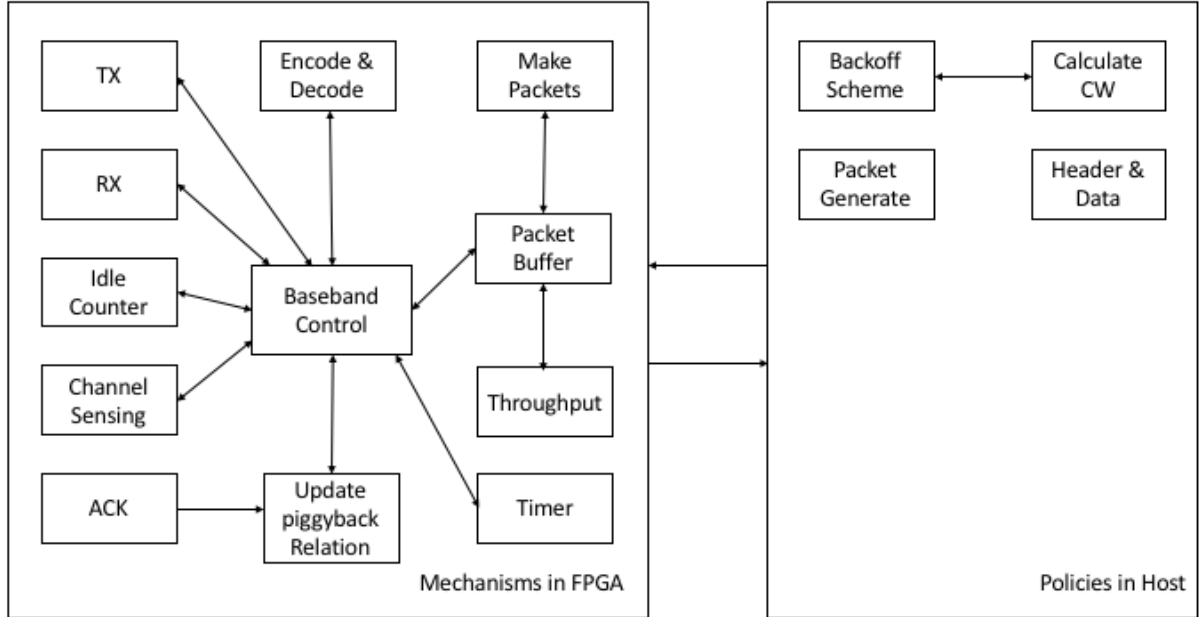 TX
Encode &
Decode
Make
Packets
RX
Packet
Buffer
Idle
Counter
Baseband
Control
Channel
Sensing
Throughput
ACK
Update
piggyback
Relation
Timer
Mechanisms in FPGA
Backoff
Scheme
Calculate
CW
Packet
Generate
Header &
Data
Policies in Host